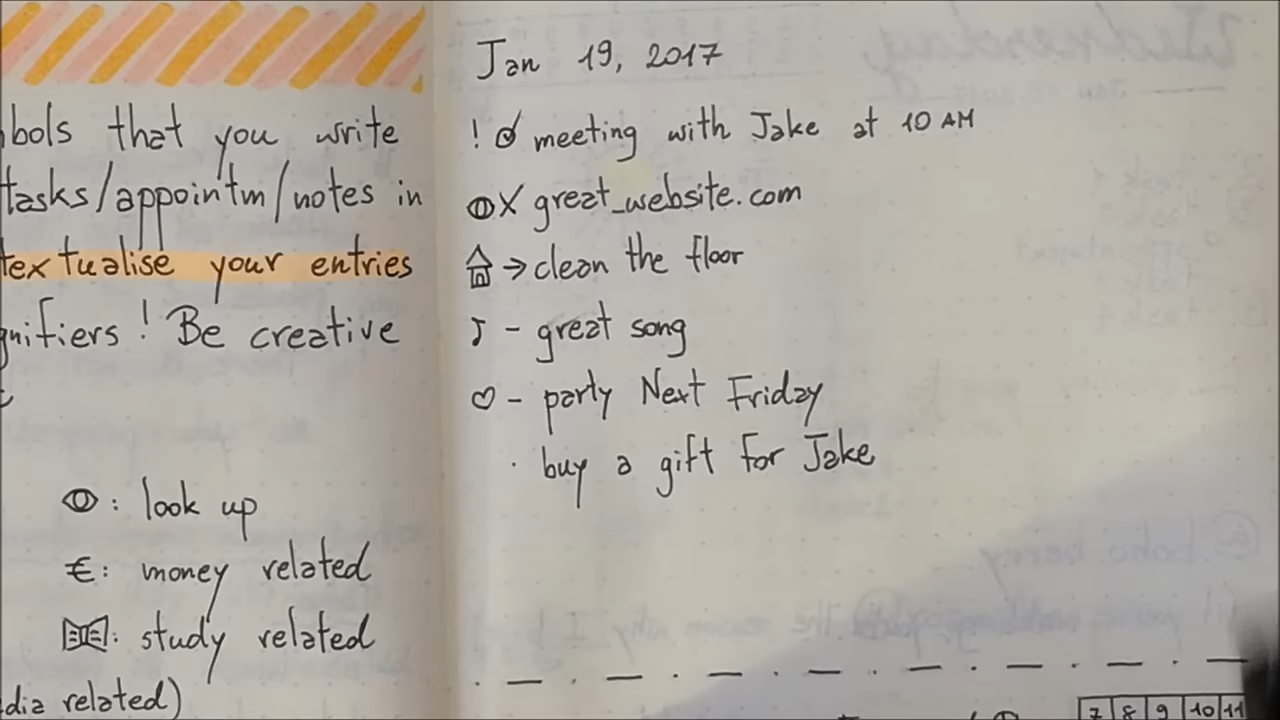 bols that you write
tasks/appointm/notes in
textualise your entries
gnifiers! Be creative
: look up
€: money related
: study related
dia related)
Jan 19, 2017
! meeting with Jake at 10 AM
X great_website.com
→ clean the floor
♪ - great song
♡ - party Next Friday
· buy a gift for Jake
7 8 9 10 11